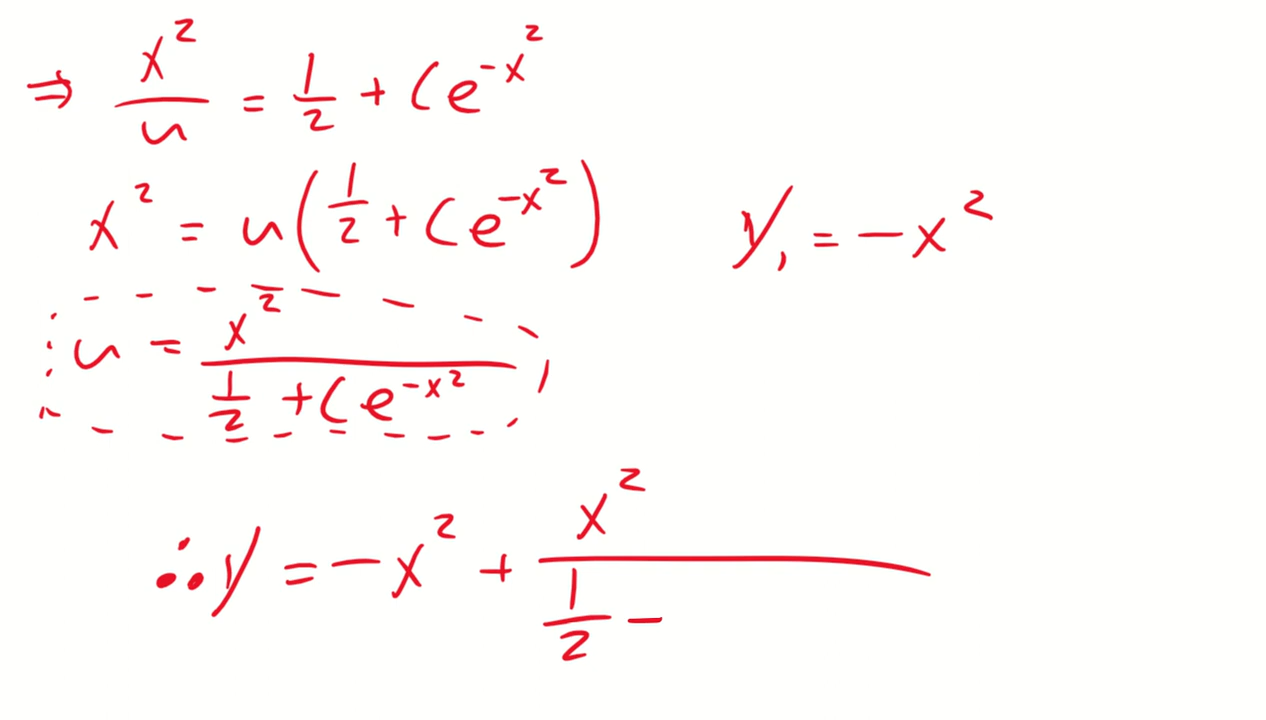 ⇒ x²/u = 1/2 + Ce^(-x²)
x² = u(1/2 + Ce^(-x²))
y₁ = -x²
u = x²/(1/2 + Ce^(-x²))
∴ y = -x² + x²/(1/2 -